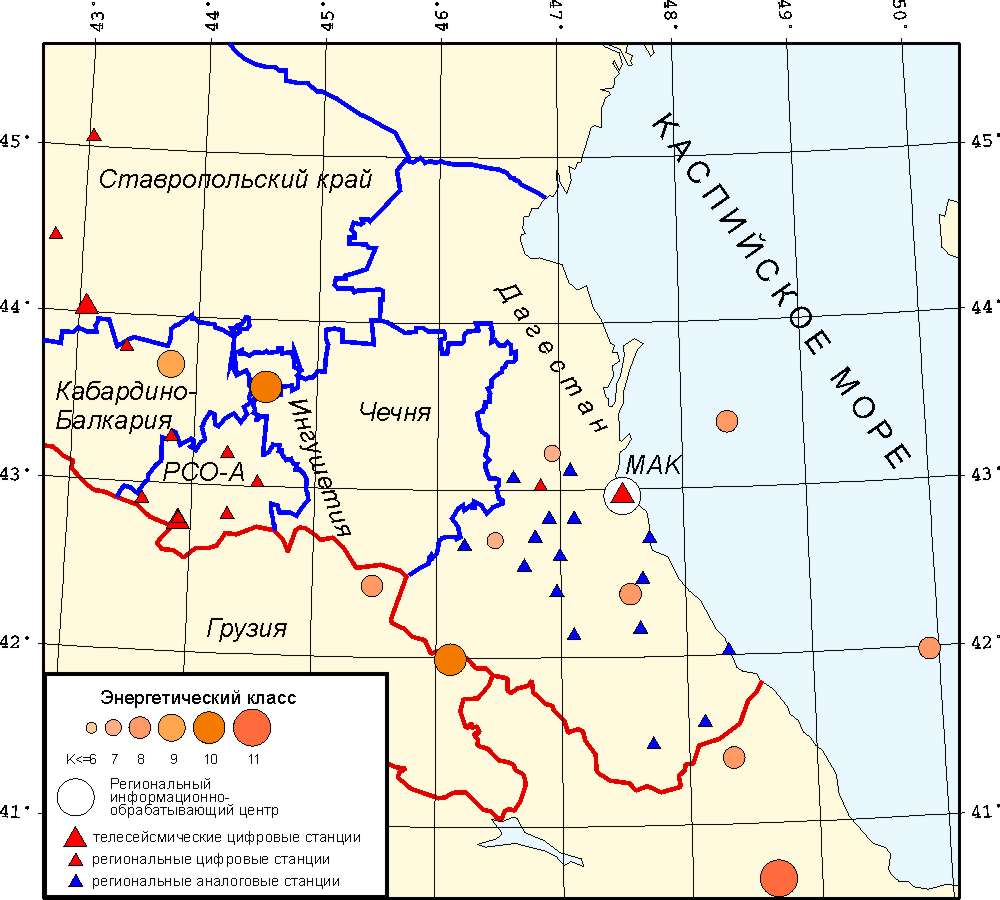 43°
44°
45°
46°
47°
48°
49°
50°
45°
45°
КАСПИЙСКОЕ МОРЕ
Ставропольский край
44°
44°
Дагестан
Кабардино-
Балкария
Чечня
Ингушетия
РСО-А
МАК
43°
43°
Грузия
42°
42°
Энергетический класс
K<=6 7 8 9 10 11
Региональный
информационно-
обрабатывающий центр
телесейсмические цифровые станции
региональные цифровые станции
региональные аналоговые станции
41°
41°